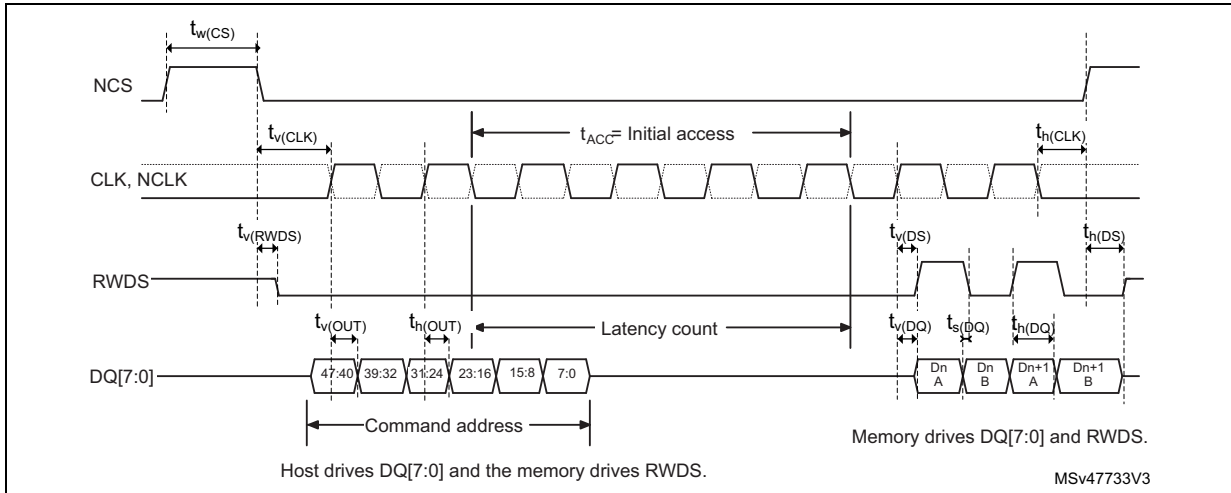 tw(CS)
NCS
tv(CLK)
tACC= Initial access
th(CLK)
CLK, NCLK
tv(RWDS)
tv(DS)
th(DS)
RWDS
tv(OUT)
th(OUT)
Latency count
tv(DQ)
ts(DQ)
th(DQ)
DQ[7:0]
47:40
39:32
31:24
23:16
15:8
7:0
Dn
A
Dn
B
Dn+1
A
Dn+1
B
Command address
Memory drives DQ[7:0] and RWDS.
Host drives DQ[7:0] and the memory drives RWDS.
MSv47733V3